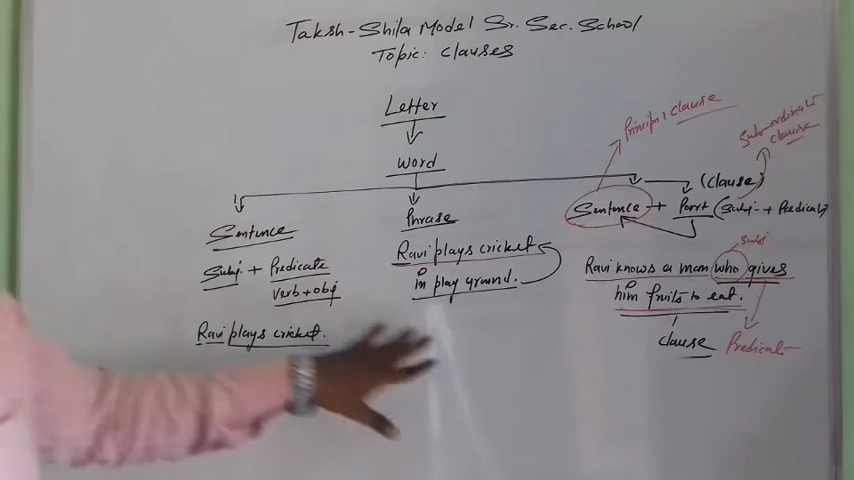 Taksh-Shila Model Sr. Sec. School
Topic: Clauses
Letter
Word
Sentence
Subj. + Predicate
verb+obj
Ravi plays cricket.
Phrase
Ravi plays cricket
in play ground.
Principal clause
Sub-ordinate
clause
(Clause)
Sentence + Part (Subj. + Predicate)
Subj
Ravi knows a man who gives
him fruits to eat.
clause
Predicate